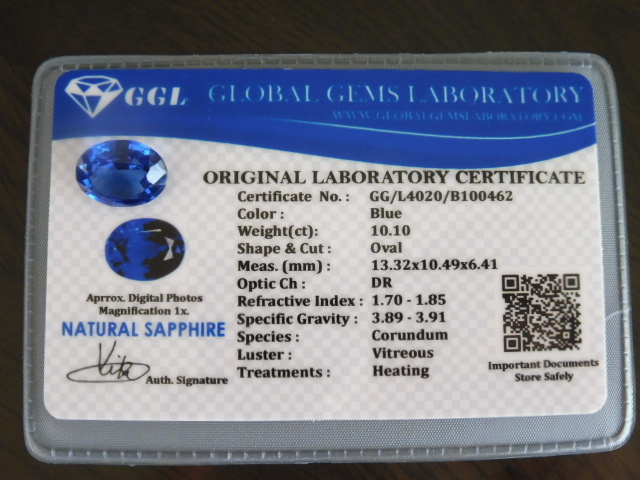 GGL GLOBAL GEMS LABORATORY
WWW.GLOBALGEMSLABORATORY.COM
ORIGINAL LABORATORY CERTIFICATE
Certificate No. : GG/L4020/B100462
Color : Blue
Weight(ct) : 10.10
Shape & Cut : Oval
Meas. (mm) : 13.32x10.49x6.41
Optic Ch : DR
Refractive Index : 1.70 - 1.85
Specific Gravity : 3.89 - 3.91
Species : Corundum
Luster : Vitreous
Treatments : Heating
Aprrox. Digital Photos
Magnification 1x.
NATURAL SAPPHIRE
Auth. Signature
Important Documents
Store Safely